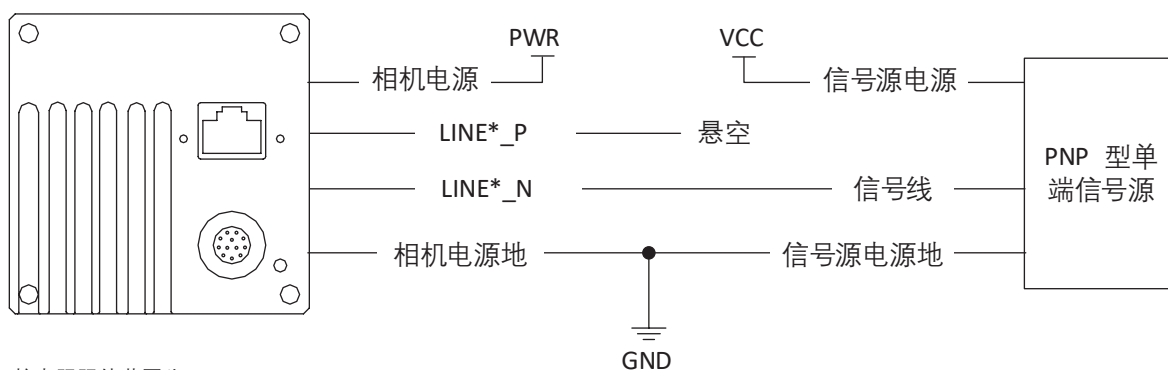 PWR
VCC
相机电源
信号源电源
LINE*_P
悬空
PNP 型单
端信号源
LINE*_N
信号线
相机电源地
信号源电源地
GND